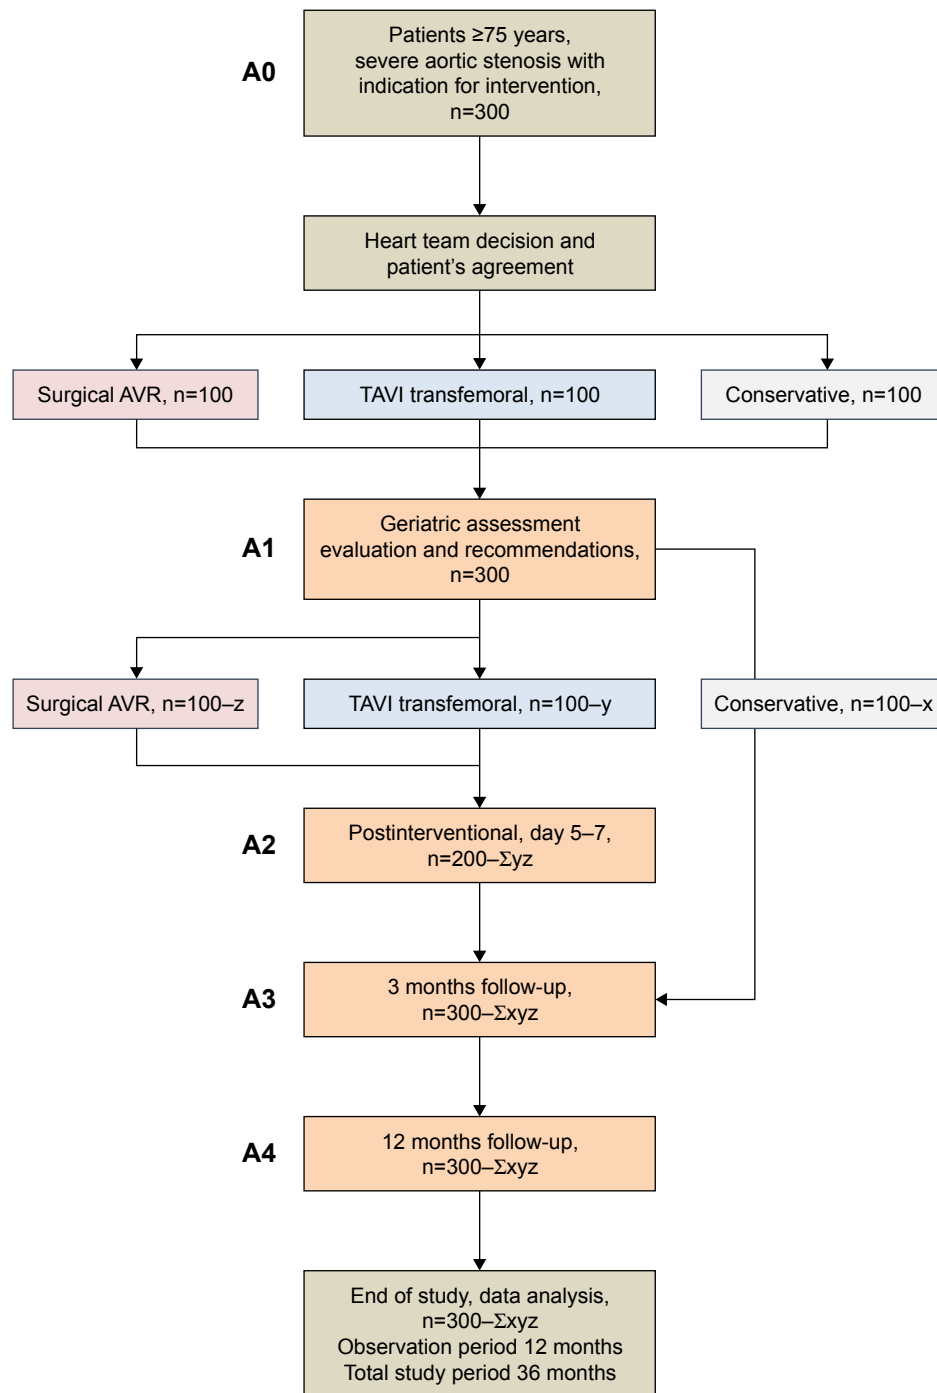 A0
Patients ≥75 years,
severe aortic stenosis with
indication for intervention,
n=300
Heart team decision and
patient’s agreement
Surgical AVR, n=100
TAVI transfemoral, n=100
Conservative, n=100
A1
Geriatric assessment
evaluation and recommendations,
n=300
Surgical AVR, n=100–z
TAVI transfemoral, n=100–y
Conservative, n=100–x
A2
Postinterventional, day 5–7,
n=200–Σyz
A3
3 months follow-up,
n=300–Σxyz
A4
12 months follow-up,
n=300–Σxyz
End of study, data analysis,
n=300–Σxyz
Observation period 12 months
Total study period 36 months